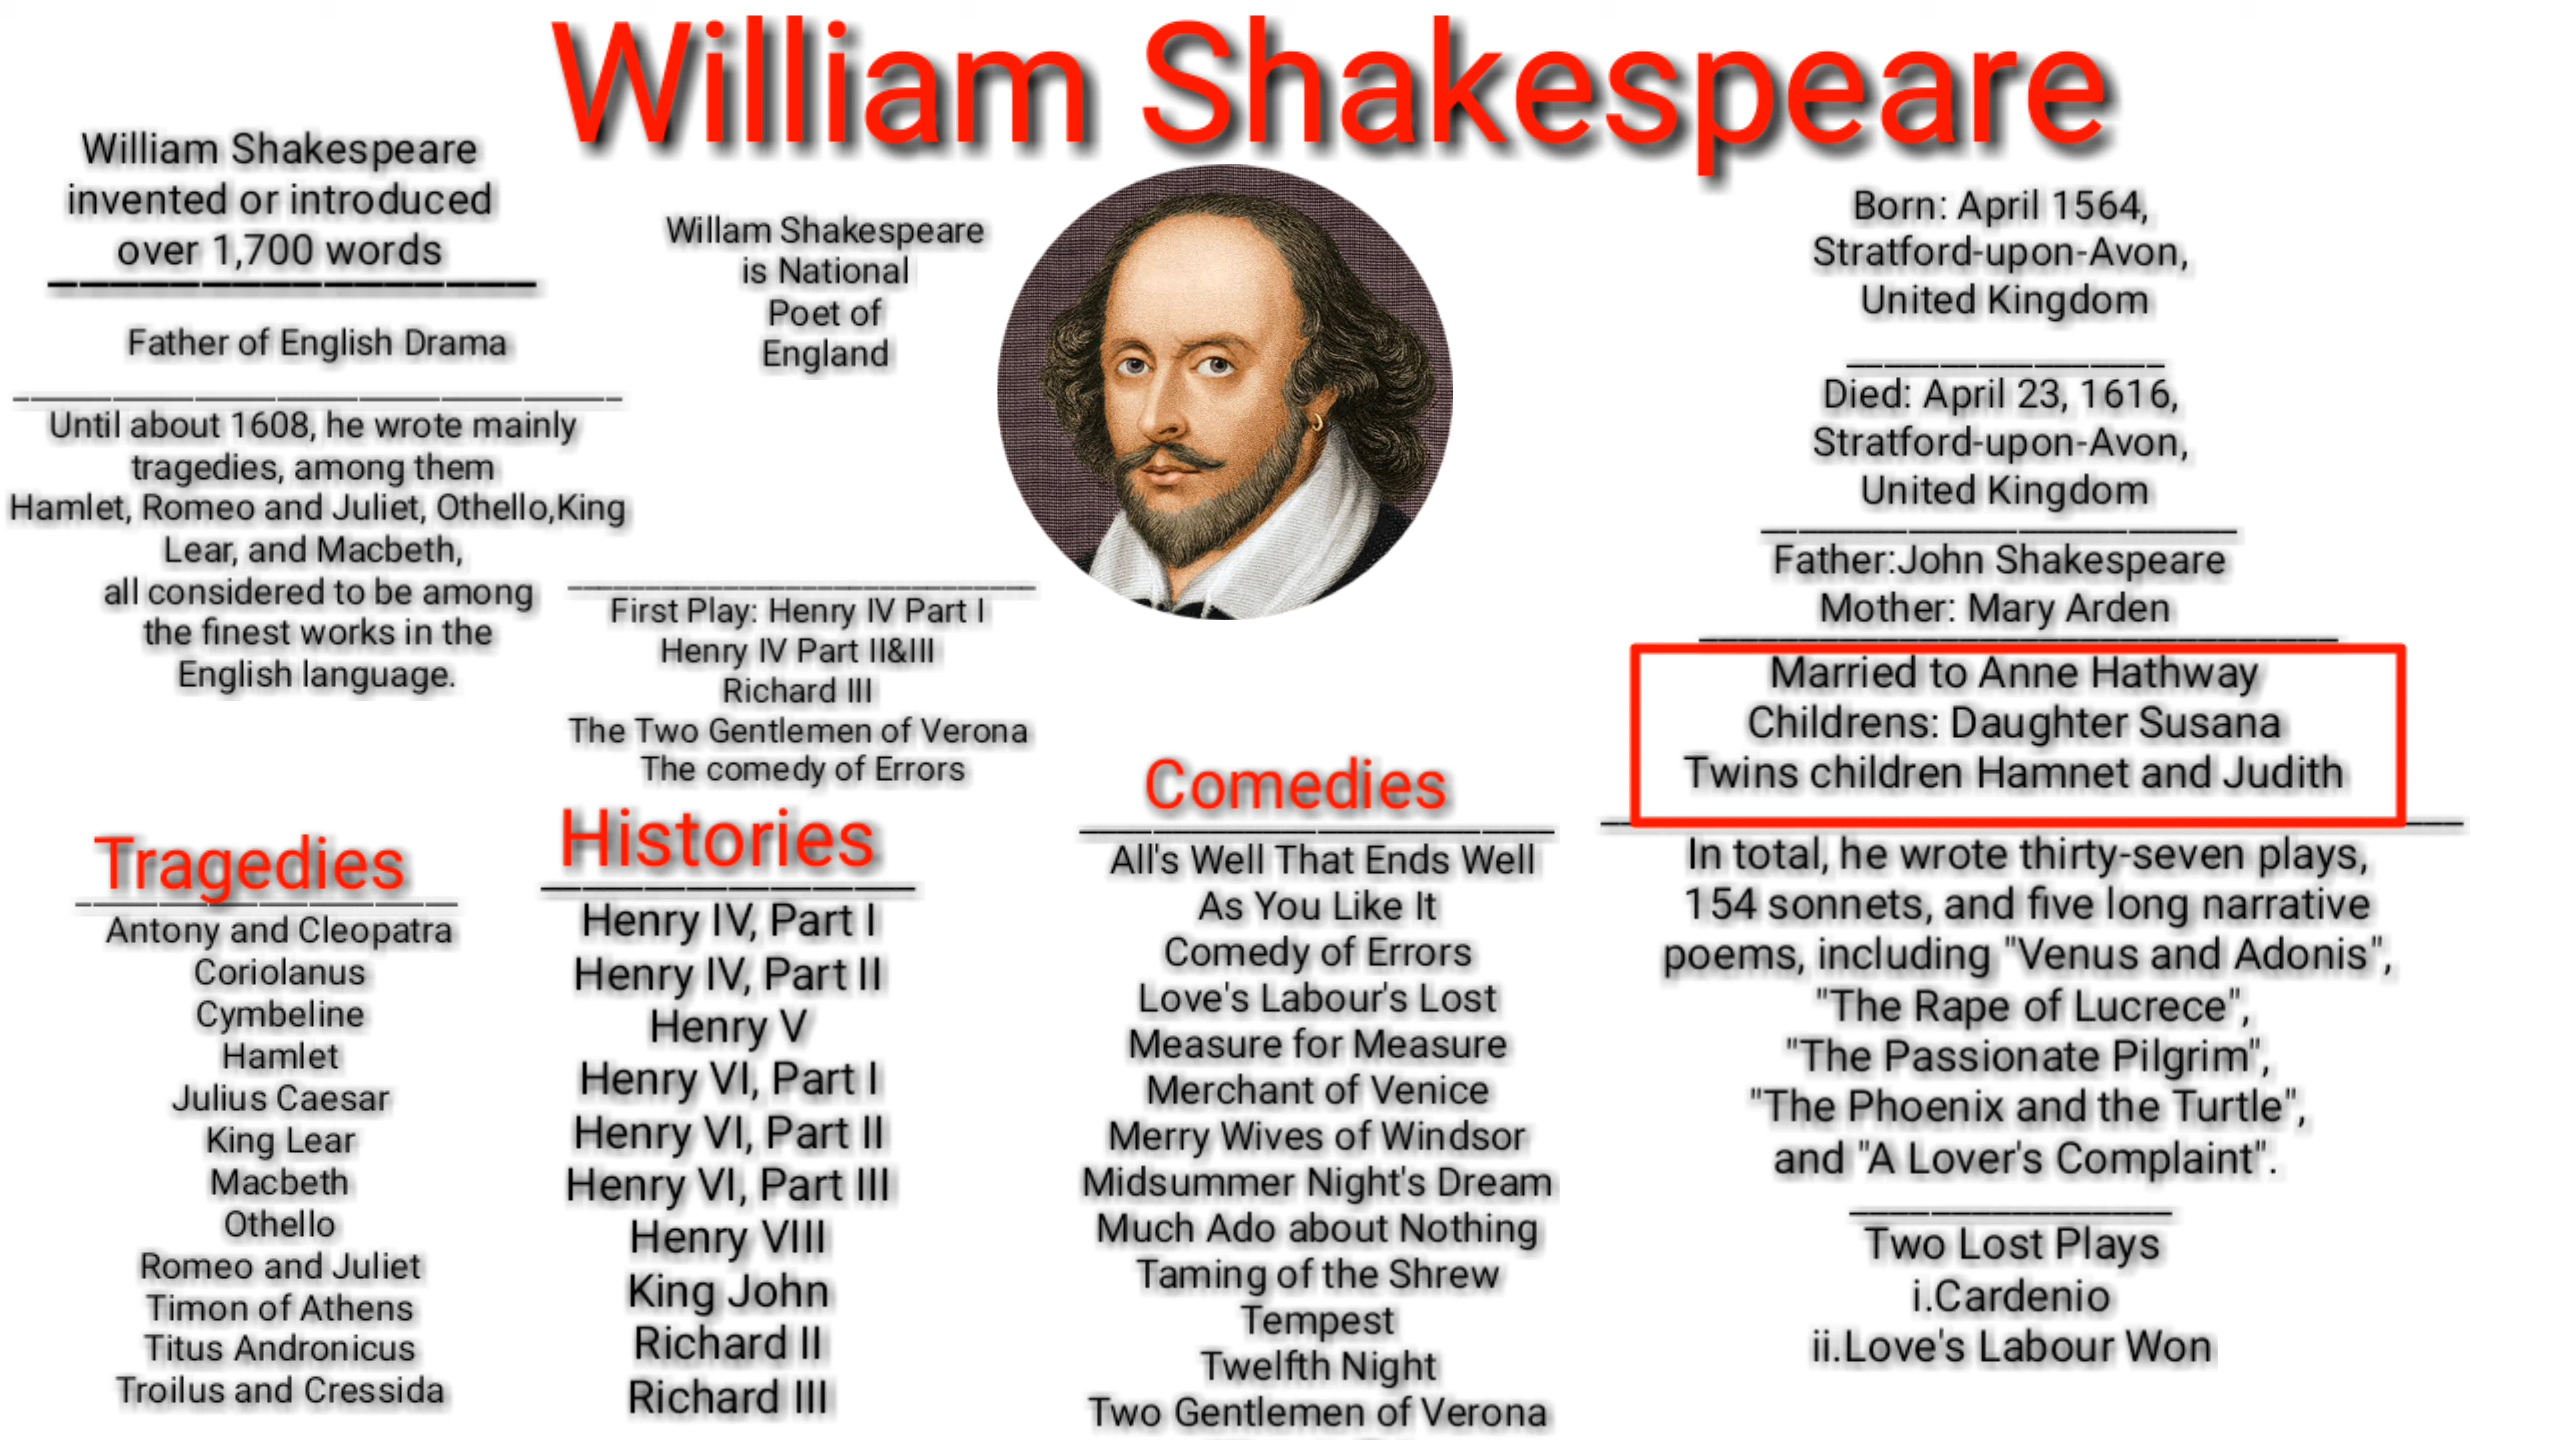 William Shakespeare
William Shakespeare
invented or introduced
over 1,700 words
Father of English Drama
Until about 1608, he wrote mainly
tragedies, among them
Hamlet, Romeo and Juliet, Othello,King
Lear, and Macbeth,
all considered to be among
the finest works in the
English language.
Willam Shakespeare
is National
Poet of
England
First Play: Henry IV Part I
Henry IV Part II&III
Richard III
The Two Gentlemen of Verona
The comedy of Errors
Born: April 1564,
Stratford-upon-Avon,
United Kingdom
Died: April 23, 1616,
Stratford-upon-Avon,
United Kingdom
Father:John Shakespeare
Mother: Mary Arden
Married to Anne Hathway
Childrens: Daughter Susana
Twins children Hamnet and Judith
In total, he wrote thirty-seven plays,
154 sonnets, and five long narrative
poems, including "Venus and Adonis",
"The Rape of Lucrece",
"The Passionate Pilgrim",
"The Phoenix and the Turtle",
and "A Lover's Complaint".
Two Lost Plays
i.Cardenio
ii.Love's Labour Won
Tragedies
Antony and Cleopatra
Coriolanus
Cymbeline
Hamlet
Julius Caesar
King Lear
Macbeth
Othello
Romeo and Juliet
Timon of Athens
Titus Andronicus
Troilus and Cressida
Histories
Henry IV, Part I
Henry IV, Part II
Henry V
Henry VI, Part I
Henry VI, Part II
Henry VI, Part III
Henry VIII
King John
Richard II
Richard III
Comedies
All's Well That Ends Well
As You Like It
Comedy of Errors
Love's Labour's Lost
Measure for Measure
Merchant of Venice
Merry Wives of Windsor
Midsummer Night's Dream
Much Ado about Nothing
Taming of the Shrew
Tempest
Twelfth Night
Two Gentlemen of Verona